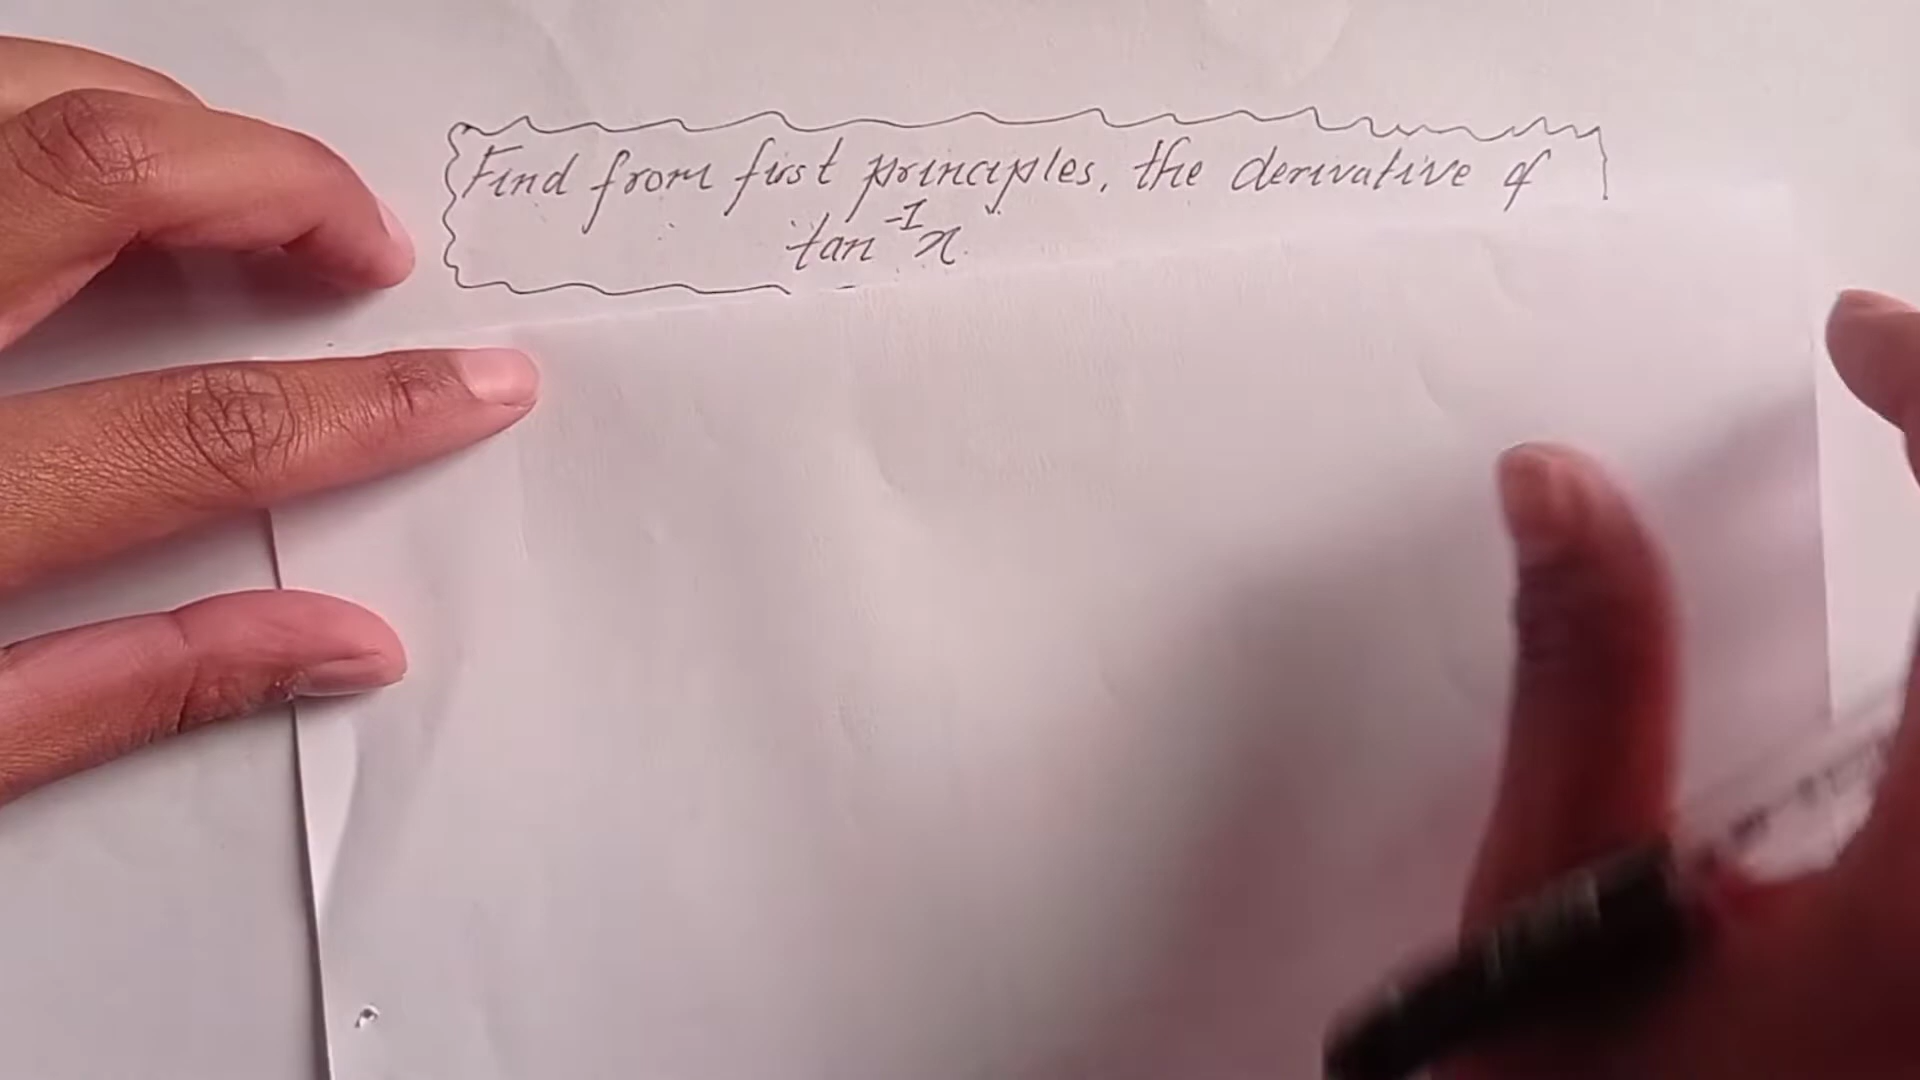 Find from first principles, the derivative of
tan⁻¹x